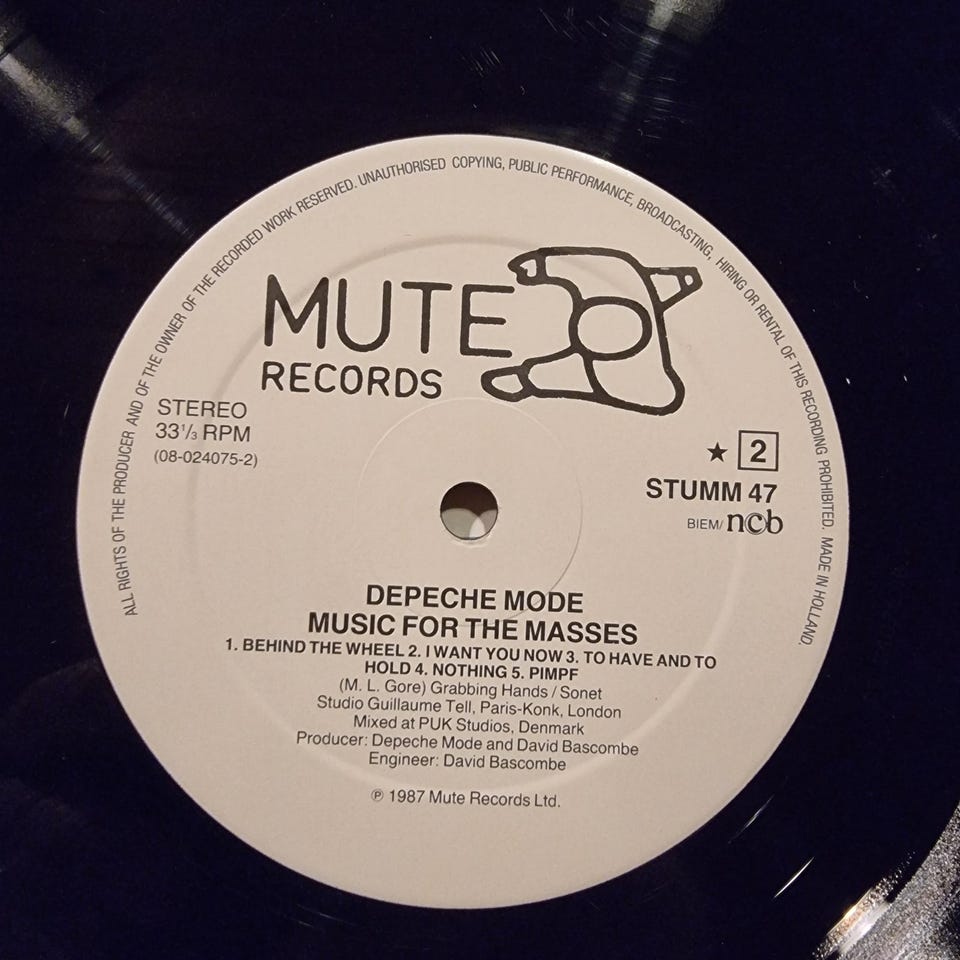 ALL RIGHTS OF THE PRODUCER AND OF THE OWNER OF THE RECORDED WORK RESERVED. UNAUTHORISED COPYING, PUBLIC PERFORMANCE, BROADCASTING, HIRING OR RENTAL OF THIS RECORDING PROHIBITED. MADE IN HOLLAND.
MUTE
RECORDS
STEREO
33⅓ RPM
(08-024075-2)
★ 2
STUMM 47
BIEM/ncb
DEPECHE MODE
MUSIC FOR THE MASSES
1. BEHIND THE WHEEL 2. I WANT YOU NOW 3. TO HAVE AND TO
HOLD 4. NOTHING 5. PIMPF
(M. L. Gore) Grabbing Hands / Sonet
Studio Guillaume Tell, Paris-Konk, London
Mixed at PUK Studios, Denmark
Producer: Depeche Mode and David Bascombe
Engineer: David Bascombe
℗ 1987 Mute Records Ltd.